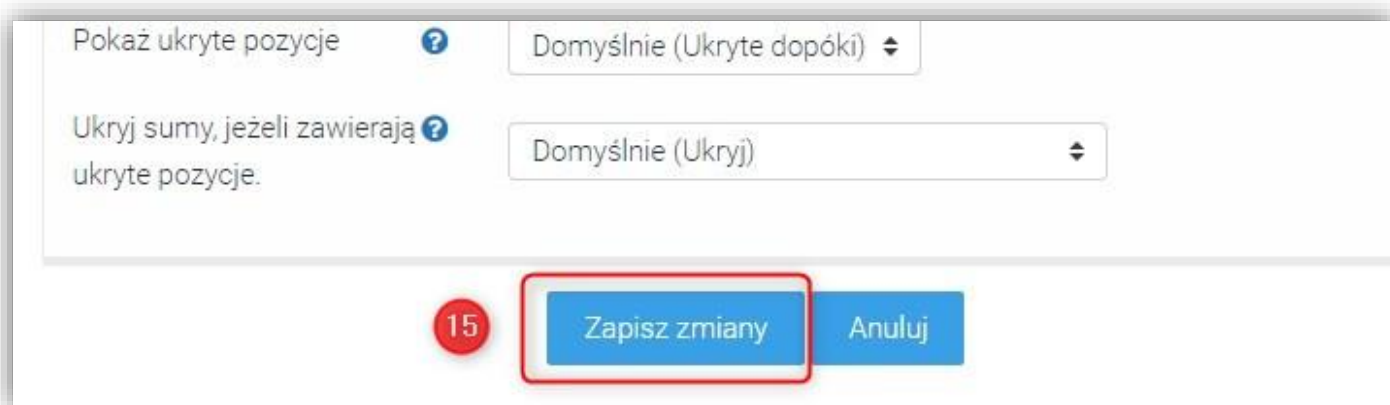 Pokaż ukryte pozycje
Domyślnie (Ukryte dopóki)
Ukryj sumy, jeżeli zawierają
ukryte pozycje.
Domyślnie (Ukryj)
15
Zapisz zmiany
Anuluj